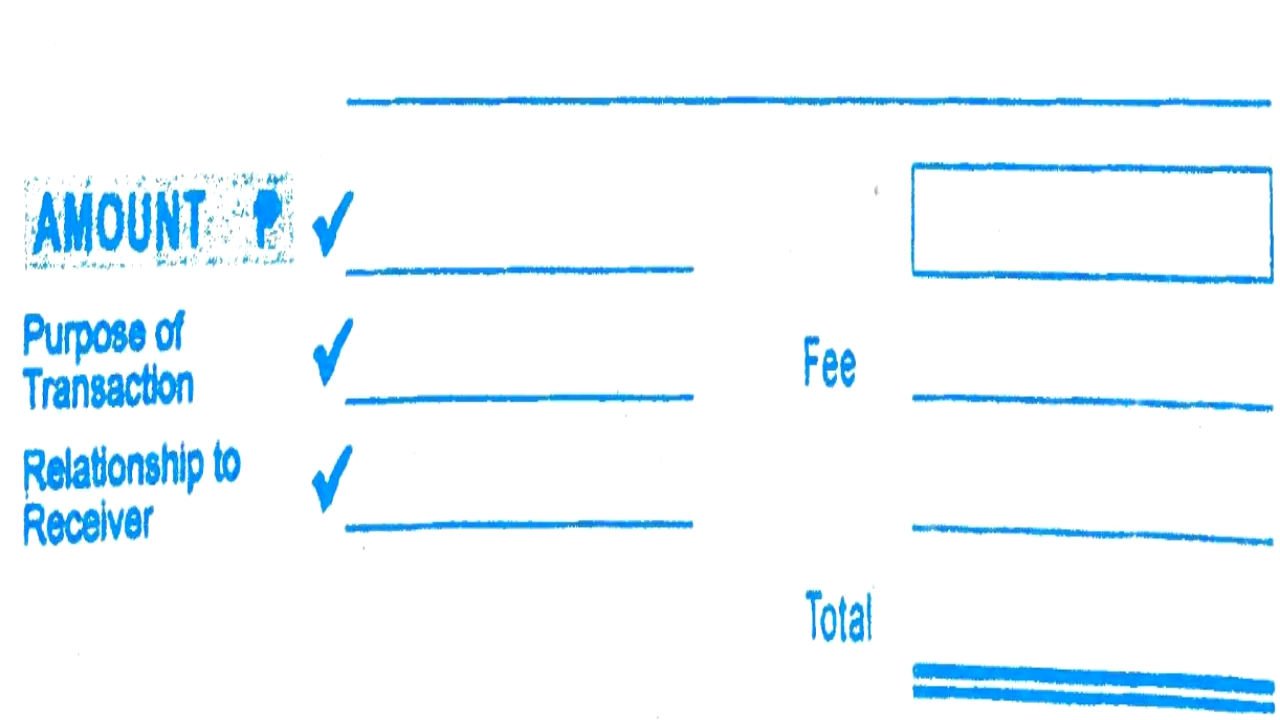 AMOUNT ₱
Purpose of
Transaction
Fee
Relationship to
Receiver
Total